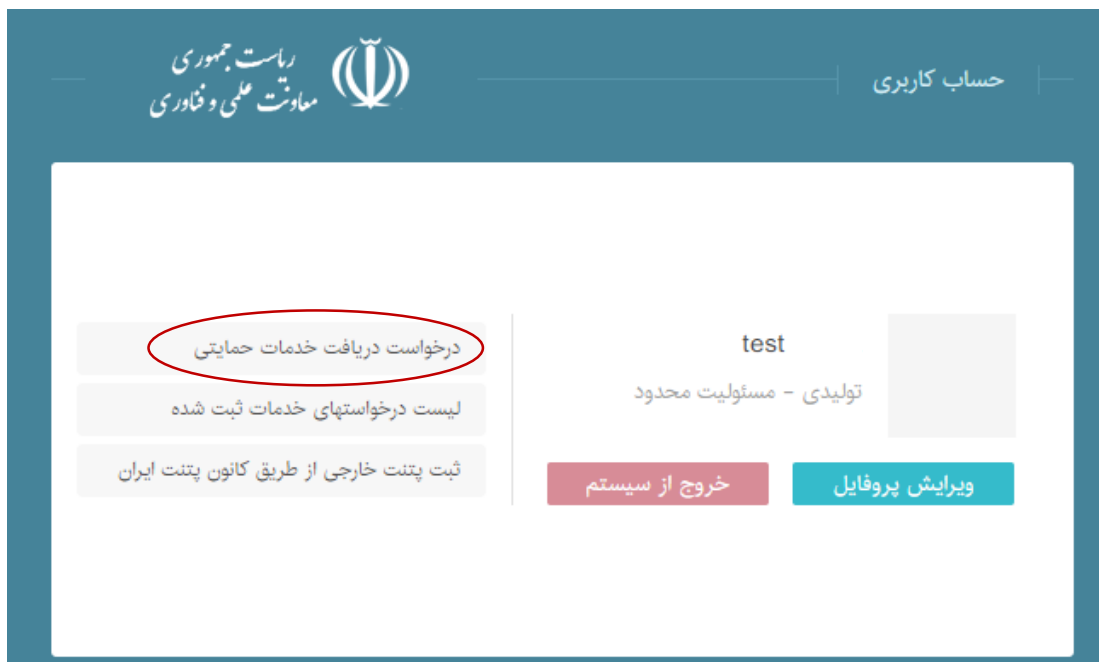 حساب کاربری
ریاست جمهوری
معاونت علمی و فناوری
test
تولیدی - مسئولیت محدود
ویرایش پروفایل
خروج از سیستم
درخواست دریافت خدمات حمایتی
لیست درخواستهای خدمات ثبت شده
ثبت پتنت خارجی از طریق کانون پتنت ایران